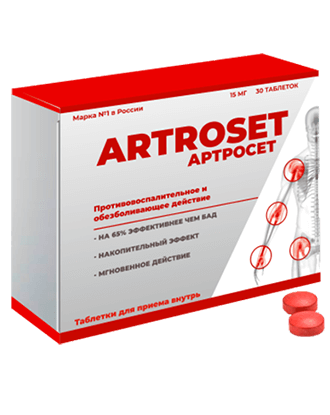 Марка №1 в России
15 МГ 30 ТАБЛЕТОК
ARTROSET
АРТРОСЕТ
Противовоспалительное и
обезболивающее действие
- НА 65% ЭФФЕКТИВНЕЕ ЧЕМ БАД
- НАКОПИТЕЛЬНЫЙ ЭФФЕКТ
- МГНОВЕННОЕ ДЕЙСТВИЕ
Таблетки для приема внутрь